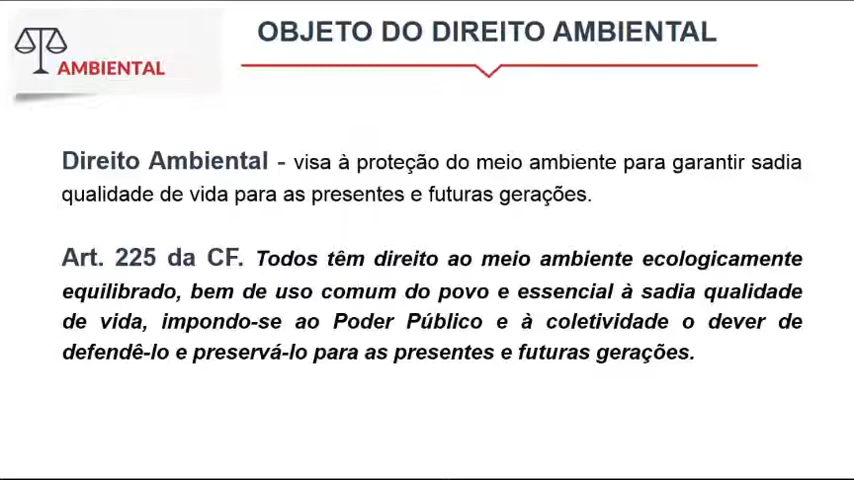 OBJETO DO DIREITO AMBIENTAL
AMBIENTAL
Direito Ambiental - visa à proteção do meio ambiente para garantir sadia
qualidade de vida para as presentes e futuras gerações.
Art. 225 da CF. Todos têm direito ao meio ambiente ecologicamente
equilibrado, bem de uso comum do povo e essencial à sadia qualidade
de vida, impondo-se ao Poder Público e à coletividade o dever de
defendê-lo e preservá-lo para as presentes e futuras gerações.